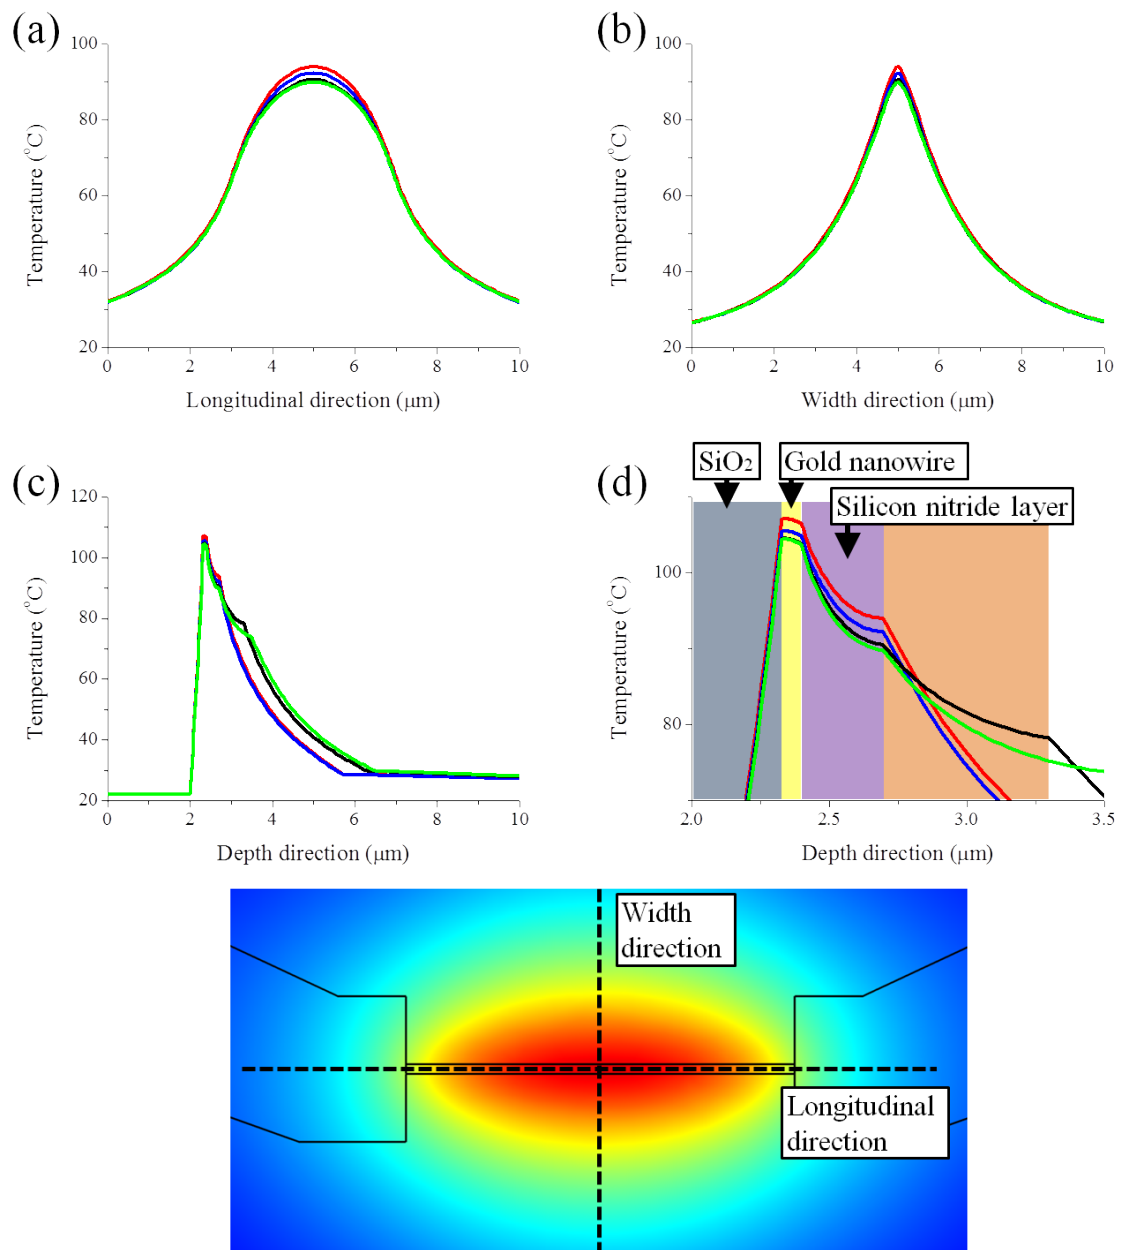 (a)
100
80
60
40
20
Temperature (°C)
0 2 4 6 8 10
Longitudinal direction (μm)
(b)
100
80
60
40
20
Temperature (°C)
0 2 4 6 8 10
Width direction (μm)
(c)
120
100
80
60
40
20
Temperature (°C)
0 2 4 6 8 10
Depth direction (μm)
(d)
SiO₂
Gold nanowire
Silicon nitride layer
100
80
Temperature (°C)
2.0 2.5 3.0 3.5
Depth direction (μm)
Width
direction
Longitudinal
direction